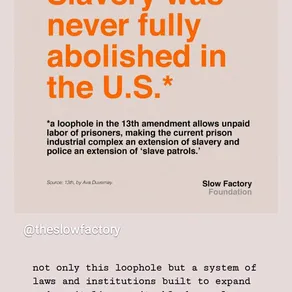 Slavery was
never fully
abolished in
the U.S.*
*a loophole in the 13th amendment allows unpaid
labor of prisoners, making the current prison
industrial complex an extension of slavery and
police an extension of ‘slave patrols.’
Source: 13th, by Ava Duvernay.
Slow Factory
Foundation
@theslowfactory
not only this loophole but a system of
laws and institutions built to expand